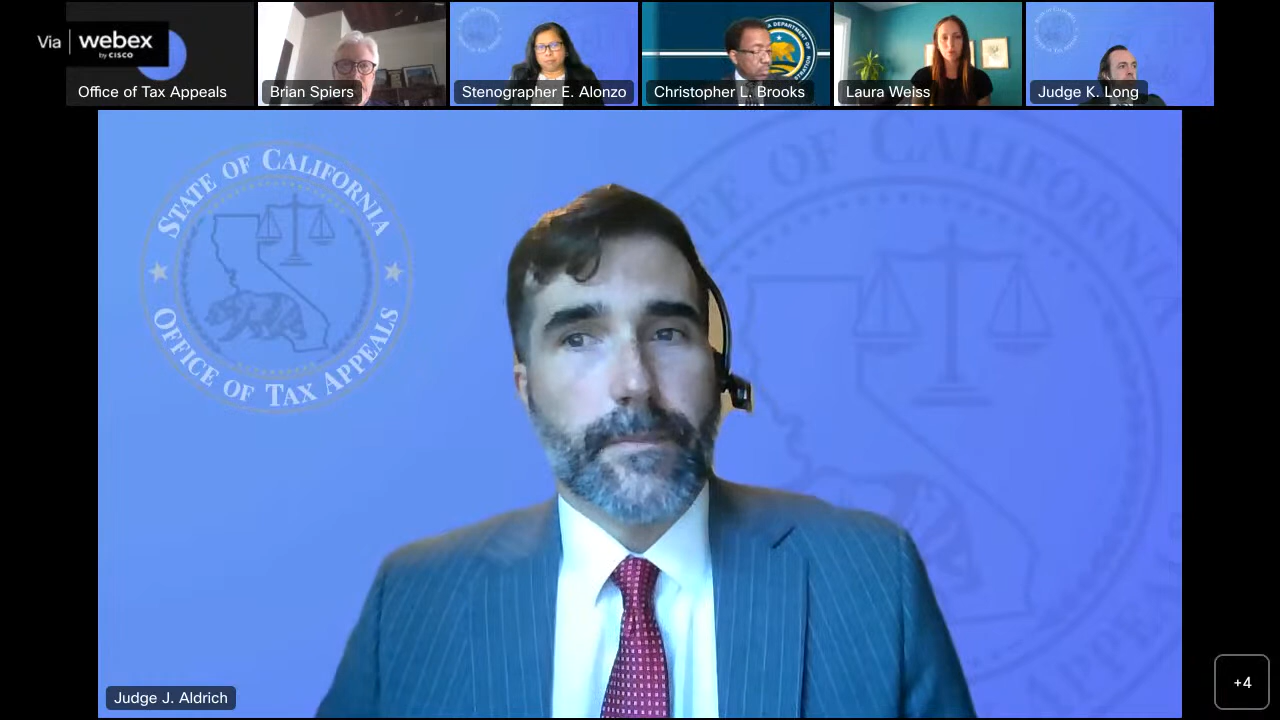 Via webex
by CISCO
Office of Tax Appeals
Brian Spiers
Stenographer E. Alonzo
Christopher L. Brooks
Laura Weiss
Judge K. Long
STATE OF CALIFORNIA
OFFICE OF TAX APPEALS
Judge J. Aldrich
+4